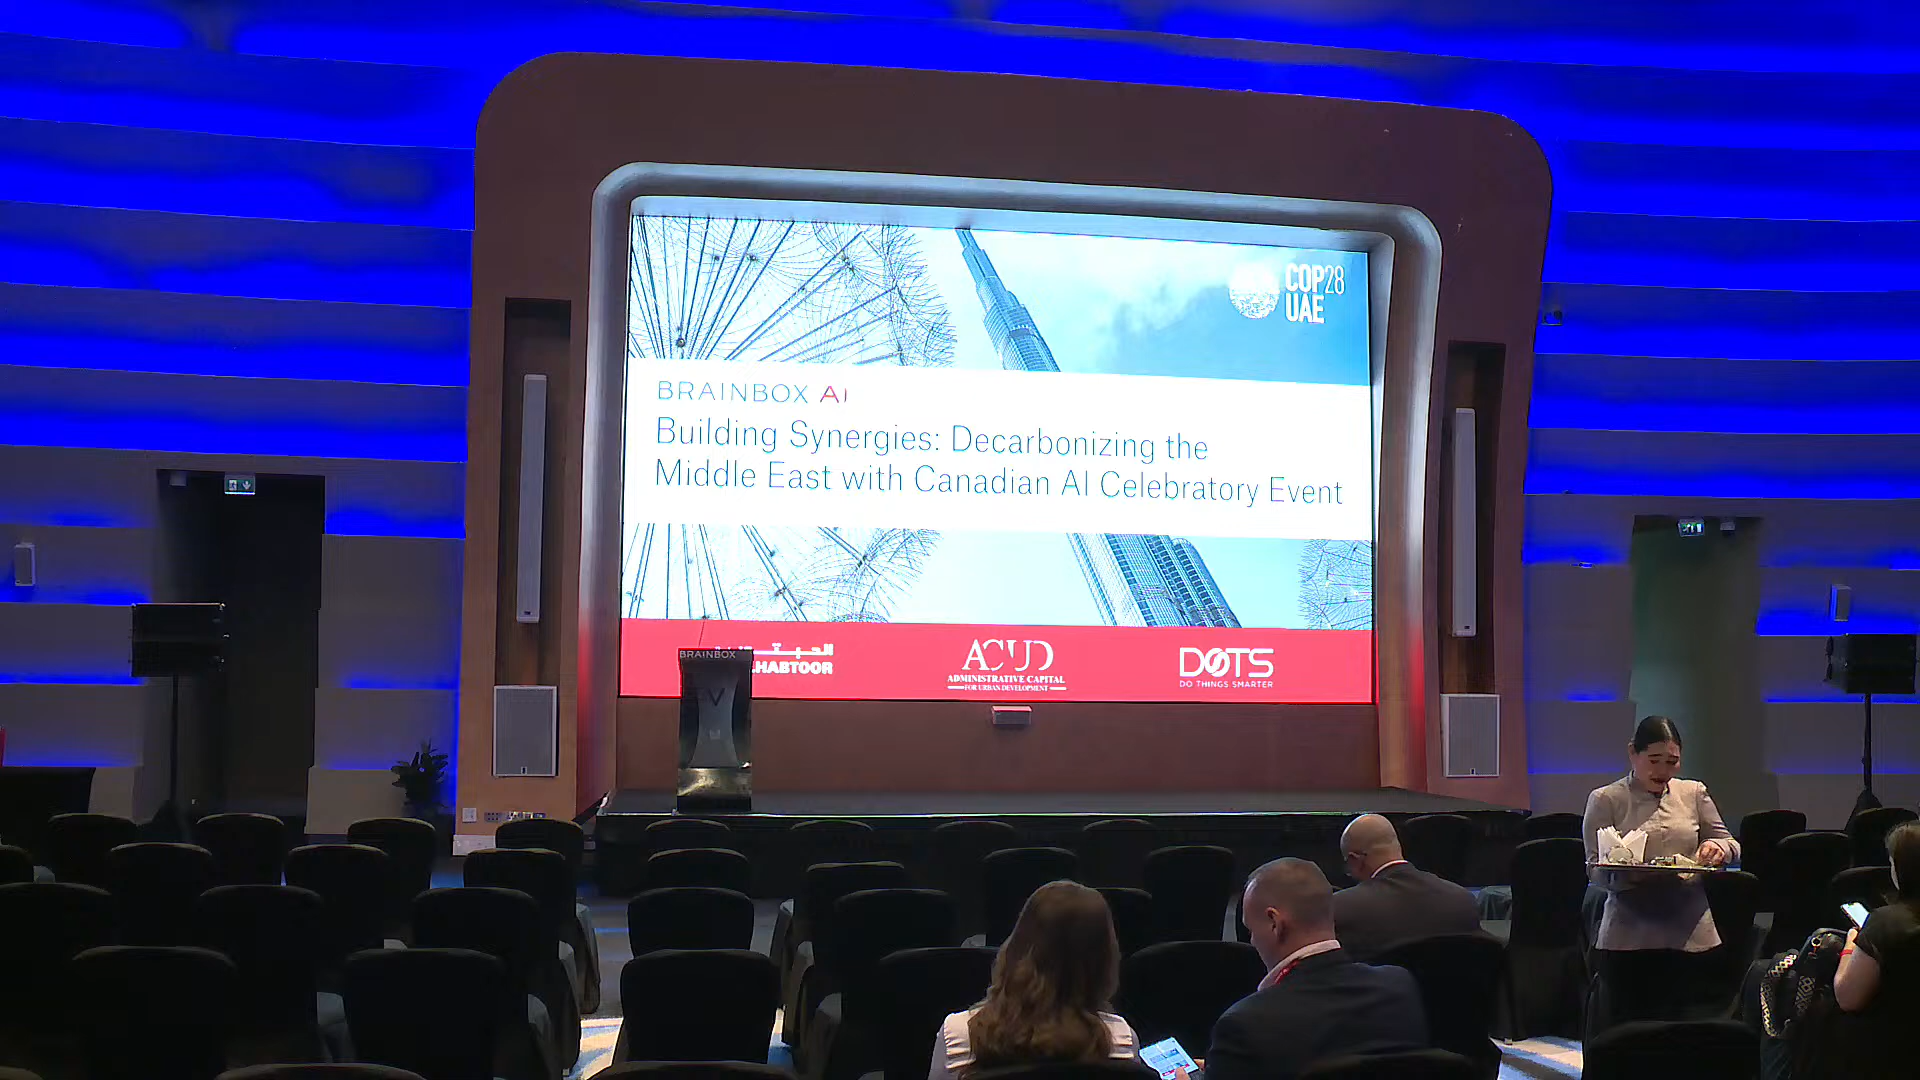 COP28
UAE
BRAINBOX AI
Building Synergies: Decarbonizing the
Middle East with Canadian AI Celebratory Event
HABTOOR
ACUD
ADMINISTRATIVE CAPITAL
FOR URBAN DEVELOPMENT
DOTS
DO THINGS SMARTER
BRAINBOX